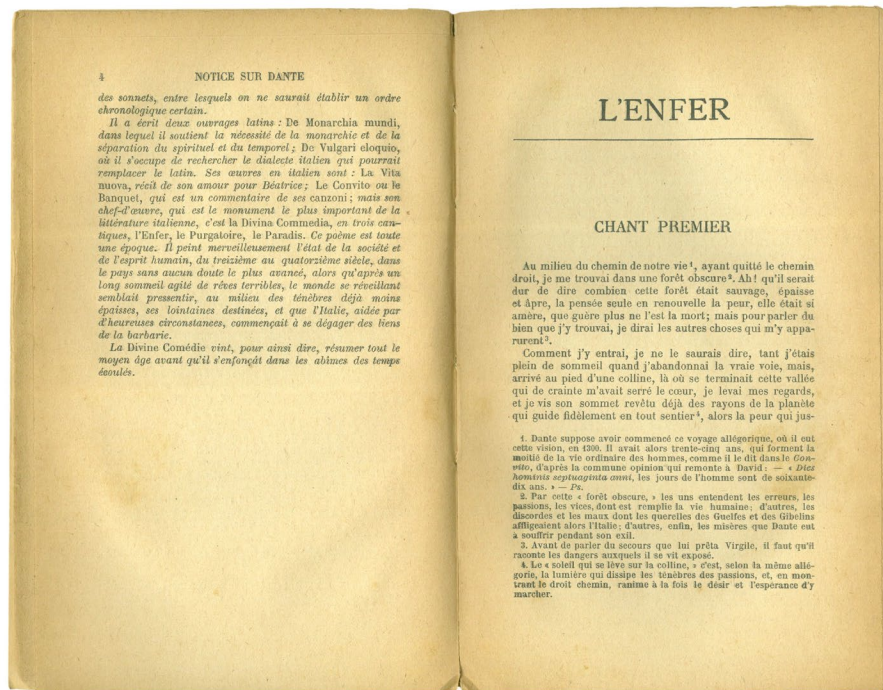 4 NOTICE SUR DANTE
des sonnets, entre lesquels on ne saurait établir un ordre
chronologique certain.
Il a écrit deux ouvrages latins : De Monarchia mundi,
dans lequel il soutient la nécessité de la monarchie et de la
séparation du spirituel et du temporel ; De Vulgari eloquio,
où il s'occupe de rechercher le dialecte italien qui pourrait
remplacer le latin. Ses œuvres en italien sont : La Vita
nuova, récit de son amour pour Béatrice ; Le Convito ou le
Banquet, qui est un commentaire de ses canzoni ; mais son
chef-d'œuvre, qui est le monument le plus important de la
littérature italienne, c'est la Divina Commedia, en trois can-
tiques, l'Enfer, le Purgatoire, le Paradis. Ce poème est toute
une époque. Il peint merveilleusement l'état de la société et
de l'esprit humain, du treizième au quatorzième siècle, dans
le pays sans aucun doute le plus avancé, alors qu'après un
long sommeil agité de rêves terribles, le monde se réveillant
semblait pressentir, au milieu des ténèbres déjà moins
épaisses, ses lointaines destinées, et que l'Italie, aidée par
d'heureuses circonstances, commençait à se dégager des liens
de la barbarie.
La Divine Comédie vint, pour ainsi dire, résumer tout le
moyen âge avant qu'il s'enfonçât dans les abîmes des temps
écoulés.
L'ENFER
CHANT PREMIER
Au milieu du chemin de notre vie¹, ayant quitté le chemin
droit, je me trouvai dans une forêt obscure². Ah ! qu'il serait
dur de dire combien cette forêt était sauvage, épaisse
et âpre, la pensée seule en renouvelle la peur, elle était si
amère, que guère plus ne l'est la mort ; mais pour parler du
bien que j'y trouvai, je dirai les autres choses qui m'y appa-
rurent³.
Comment j'y entrai, je ne le saurais dire, tant j'étais
plein de sommeil quand j'abandonnai la vraie voie, mais,
arrivé au pied d'une colline, là où se terminait cette vallée
qui de crainte m'avait serré le cœur, je levai mes regards,
et je vis son sommet revêtu déjà des rayons de la planète
qui guide fidèlement en tout sentier⁴, alors la peur qui jus-
1. Dante suppose avoir commencé ce voyage allégorique, où il eut
cette vision, en 1300. Il avait alors trente-cinq ans, qui forment la
moitié de la vie ordinaire des hommes, comme il le dit dans le Con-
vito, d'après la commune opinion qui remonte à David : — « Dies
hominis septuaginta anni, les jours de l'homme sont de soixante-
dix ans. » — Ps.
2. Par cette « forêt obscure, » les uns entendent les erreurs, les
passions, les vices, dont est remplie la vie humaine ; d'autres, les
discordes et les maux dont les querelles des Guelfes et des Gibelins
affligeaient alors l'Italie ; d'autres, enfin, les misères que Dante eut
à souffrir pendant son exil.
3. Avant de parler du secours que lui prêta Virgile, il faut qu'il
raconte les dangers auxquels il se vit exposé.
4. Le « soleil qui se lève sur la colline, » c'est, selon la même allé-
gorie, la lumière qui dissipe les ténèbres des passions, et, en mon-
trant le droit chemin, ranime à la fois le désir et l'espérance d'y
marcher.